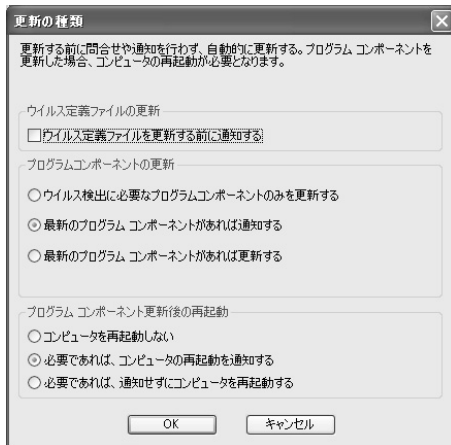 更新の種類
更新する前に問合せや通知を行わず、自動的に更新する。プログラム コンポーネントを
更新した場合、コンピュータの再起動が必要となります。
ウイルス定義ファイルの更新
ウイルス定義ファイルを更新する前に通知する
プログラムコンポーネントの更新
ウイルス検出に必要なプログラムコンポーネントのみを更新する
最新のプログラム コンポーネントがあれば通知する
最新のプログラム コンポーネントがあれば更新する
プログラム コンポーネント更新後の再起動
コンピュータを再起動しない
必要であれば、コンピュータの再起動を通知する
必要であれば、通知せずにコンピュータを再起動する
OK
キャンセル